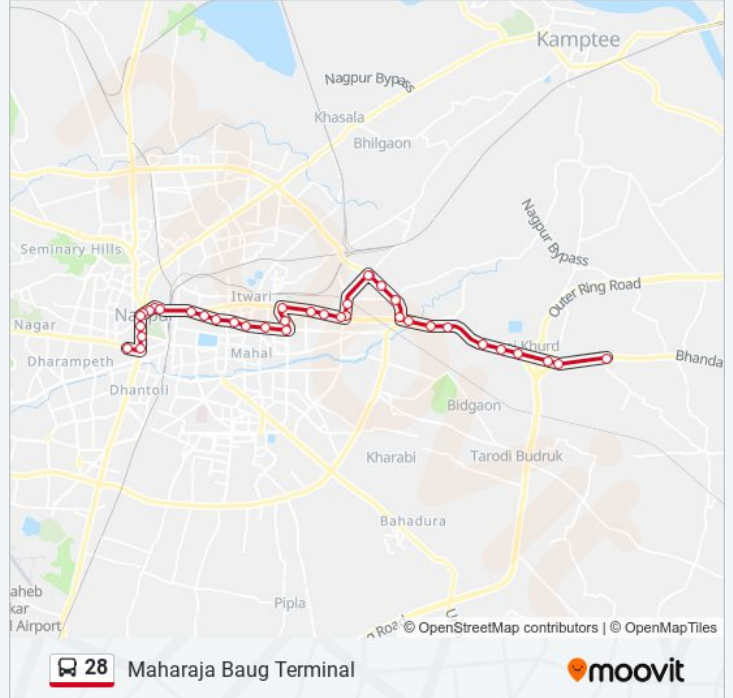 Kamptee
Nagpur Bypass
Khasala
Bhilgaon
Nagpur Bypass
Seminary Hills
Outer Ring Road
Itwari
Nagar
Khurd
Mahal
Bhanda
Dharampeth
Dhantoli
Bidgaon
Kharabi
Tarodi Budruk
Bahadura
aheb
kar
l Airport
Pipla
g Road
© OpenStreetMap contributors | © OpenMapTiles
28 Maharaja Baug Terminal
moovit